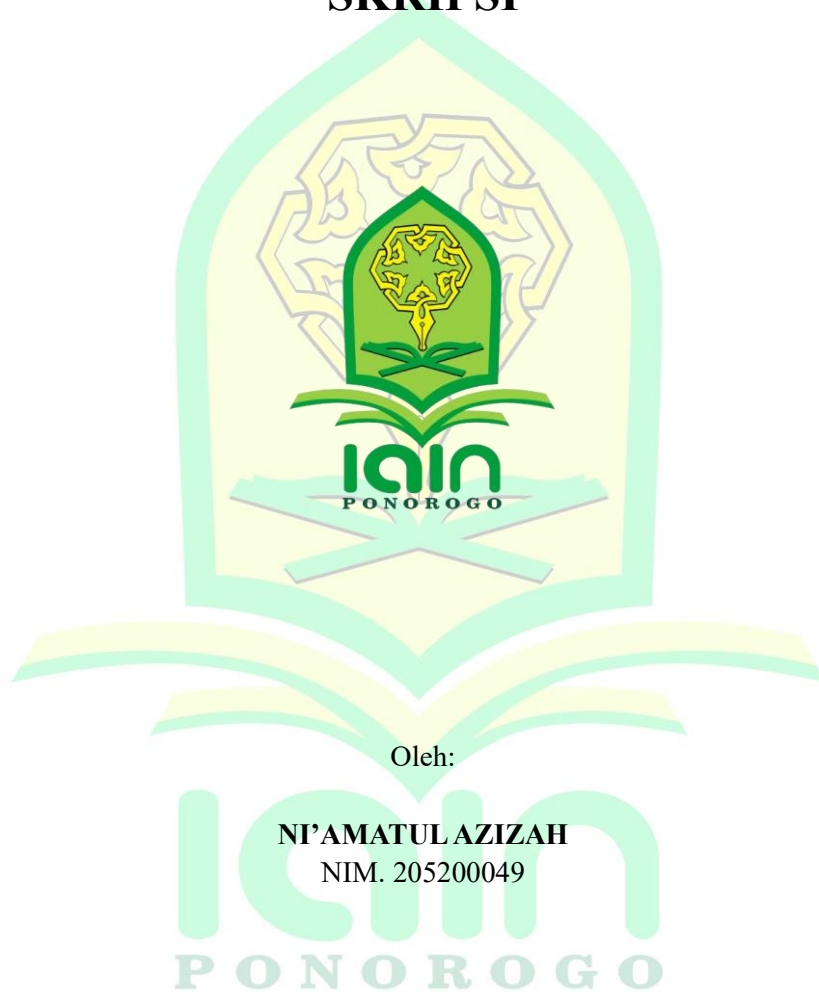 SKRIPSI
IAIN
PONOROGO
Oleh:
NI’AMATUL AZIZAH
NIM. 205200049
IAIN
PONOROGO